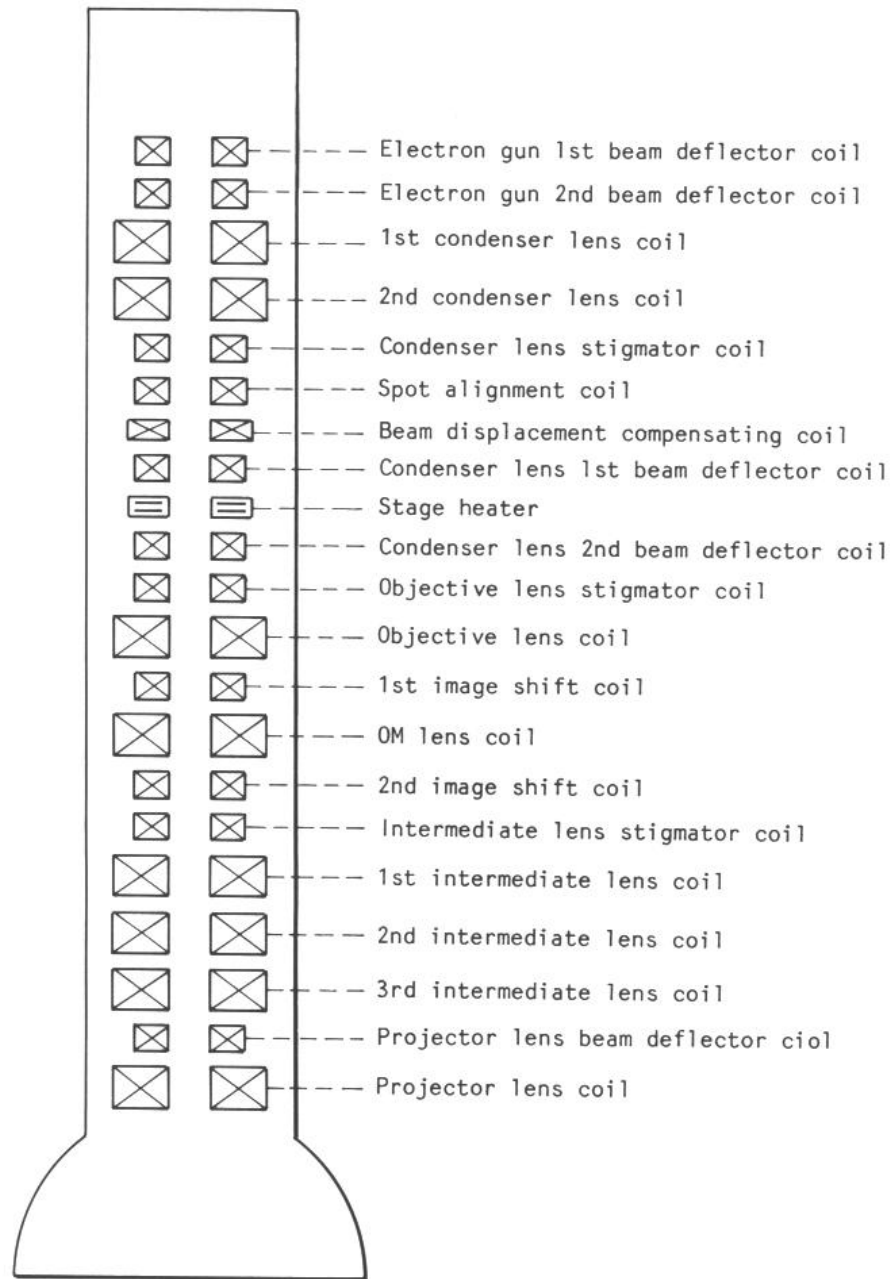 Electron gun 1st beam deflector coil
Electron gun 2nd beam deflector coil
1st condenser lens coil
2nd condenser lens coil
Condenser lens stigmator coil
Spot alignment coil
Beam displacement compensating coil
Condenser lens 1st beam deflector coil
Stage heater
Condenser lens 2nd beam deflector coil
Objective lens stigmator coil
Objective lens coil
1st image shift coil
OM lens coil
2nd image shift coil
Intermediate lens stigmator coil
1st intermediate lens coil
2nd intermediate lens coil
3rd intermediate lens coil
Projector lens beam deflector ciol
Projector lens coil